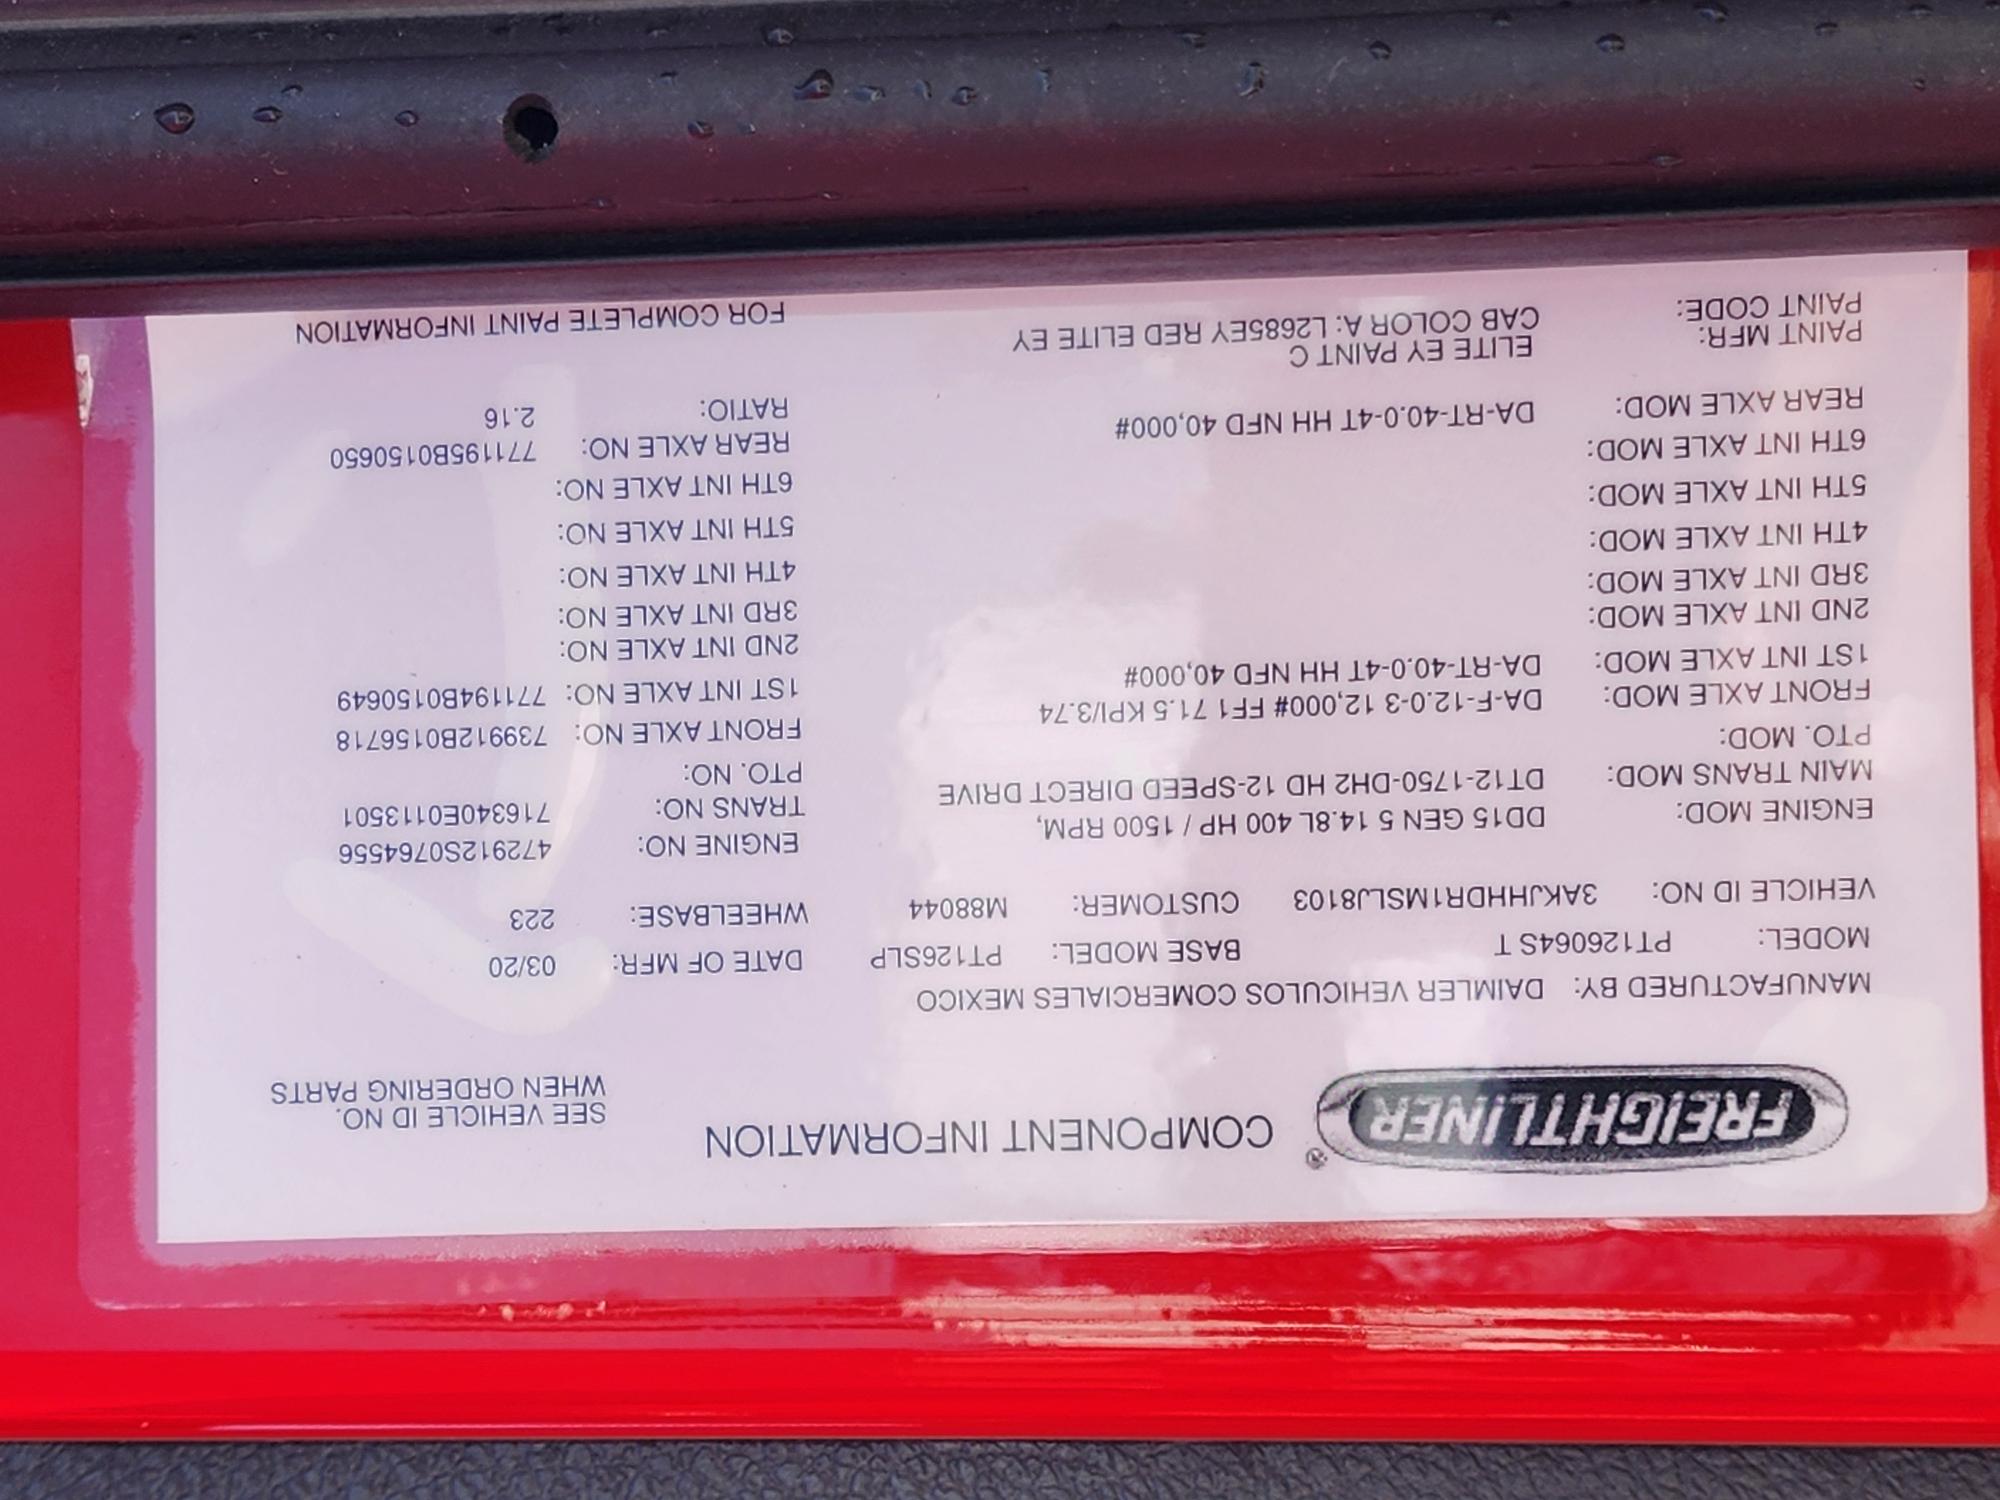 FREIGHTLINER ®
COMPONENT INFORMATION
SEE VEHICLE ID NO.
WHEN ORDERING PARTS
MANUFACTURED BY: DAIMLER VEHICULOS COMERCIALES MEXICO
MODEL: PT126064S T BASE MODEL: PT126SLP DATE OF MFR: 03/20
VEHICLE ID NO: 3AKJHHDR1MSLJ8103 CUSTOMER: M88044 WHEELBASE: 223
ENGINE MOD: DD15 GEN 5 14.8L 400 HP / 1500 RPM, ENGINE NO: 472912S0764556
MAIN TRANS MOD: DT12-1750-DH2 HD 12-SPEED DIRECT DRIVE TRANS NO: 716340E0113501
PTO. MOD: PTO. NO:
FRONT AXLE MOD: DA-F-12.0-3 12,000# FF1 71.5 KPI/3.74 FRONT AXLE NO: 739912B0156718
1ST INT AXLE MOD: DA-RT-40.0-4T HH NFD 40,000# 1ST INT AXLE NO: 771194B0150649
2ND INT AXLE MOD: 2ND INT AXLE NO:
3RD INT AXLE MOD: 3RD INT AXLE NO:
4TH INT AXLE MOD: 4TH INT AXLE NO:
5TH INT AXLE MOD: 5TH INT AXLE NO:
6TH INT AXLE MOD: 6TH INT AXLE NO:
REAR AXLE MOD: DA-RT-40.0-4T HH NFD 40,000# REAR AXLE NO: 771195B0150650
RATIO: 2.16
PAINT MFR: ELITE EY PAINT C
PAINT CODE: CAB COLOR A: L2685EY RED ELITE EY FOR COMPLETE PAINT INFORMATION